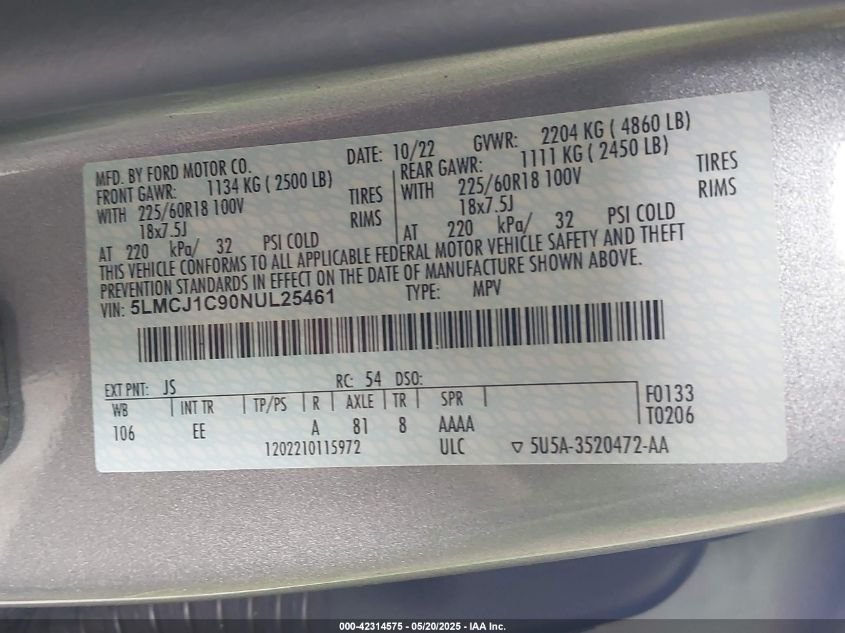 MFD. BY FORD MOTOR CO.
DATE: 10/22 GVWR: 2204 KG ( 4860 LB)
FRONT GAWR: 1134 KG ( 2500 LB)
WITH 225/60R18 100V TIRES
18x7.5J RIMS
AT 220 kPa/ 32 PSI COLD
REAR GAWR: 1111 KG ( 2450 LB)
WITH 225/60R18 100V TIRES
18x7.5J RIMS
AT 220 kPa/ 32 PSI COLD
THIS VEHICLE CONFORMS TO ALL APPLICABLE FEDERAL MOTOR VEHICLE SAFETY AND THEFT
PREVENTION STANDARDS IN EFFECT ON THE DATE OF MANUFACTURE SHOWN ABOVE.
VIN: 5LMCJ1C90NUL25461 TYPE: MPV
EXT PNT: JS RC: 54 DSO:
WB INT TR TP/PS R AXLE TR SPR
106 EE A 81 8 AAAA
F0133
T0206
1202210115972 ULC ▽ 5U5A-3520472-AA
000-42314575 — 05/20/2025 — IAA Inc.